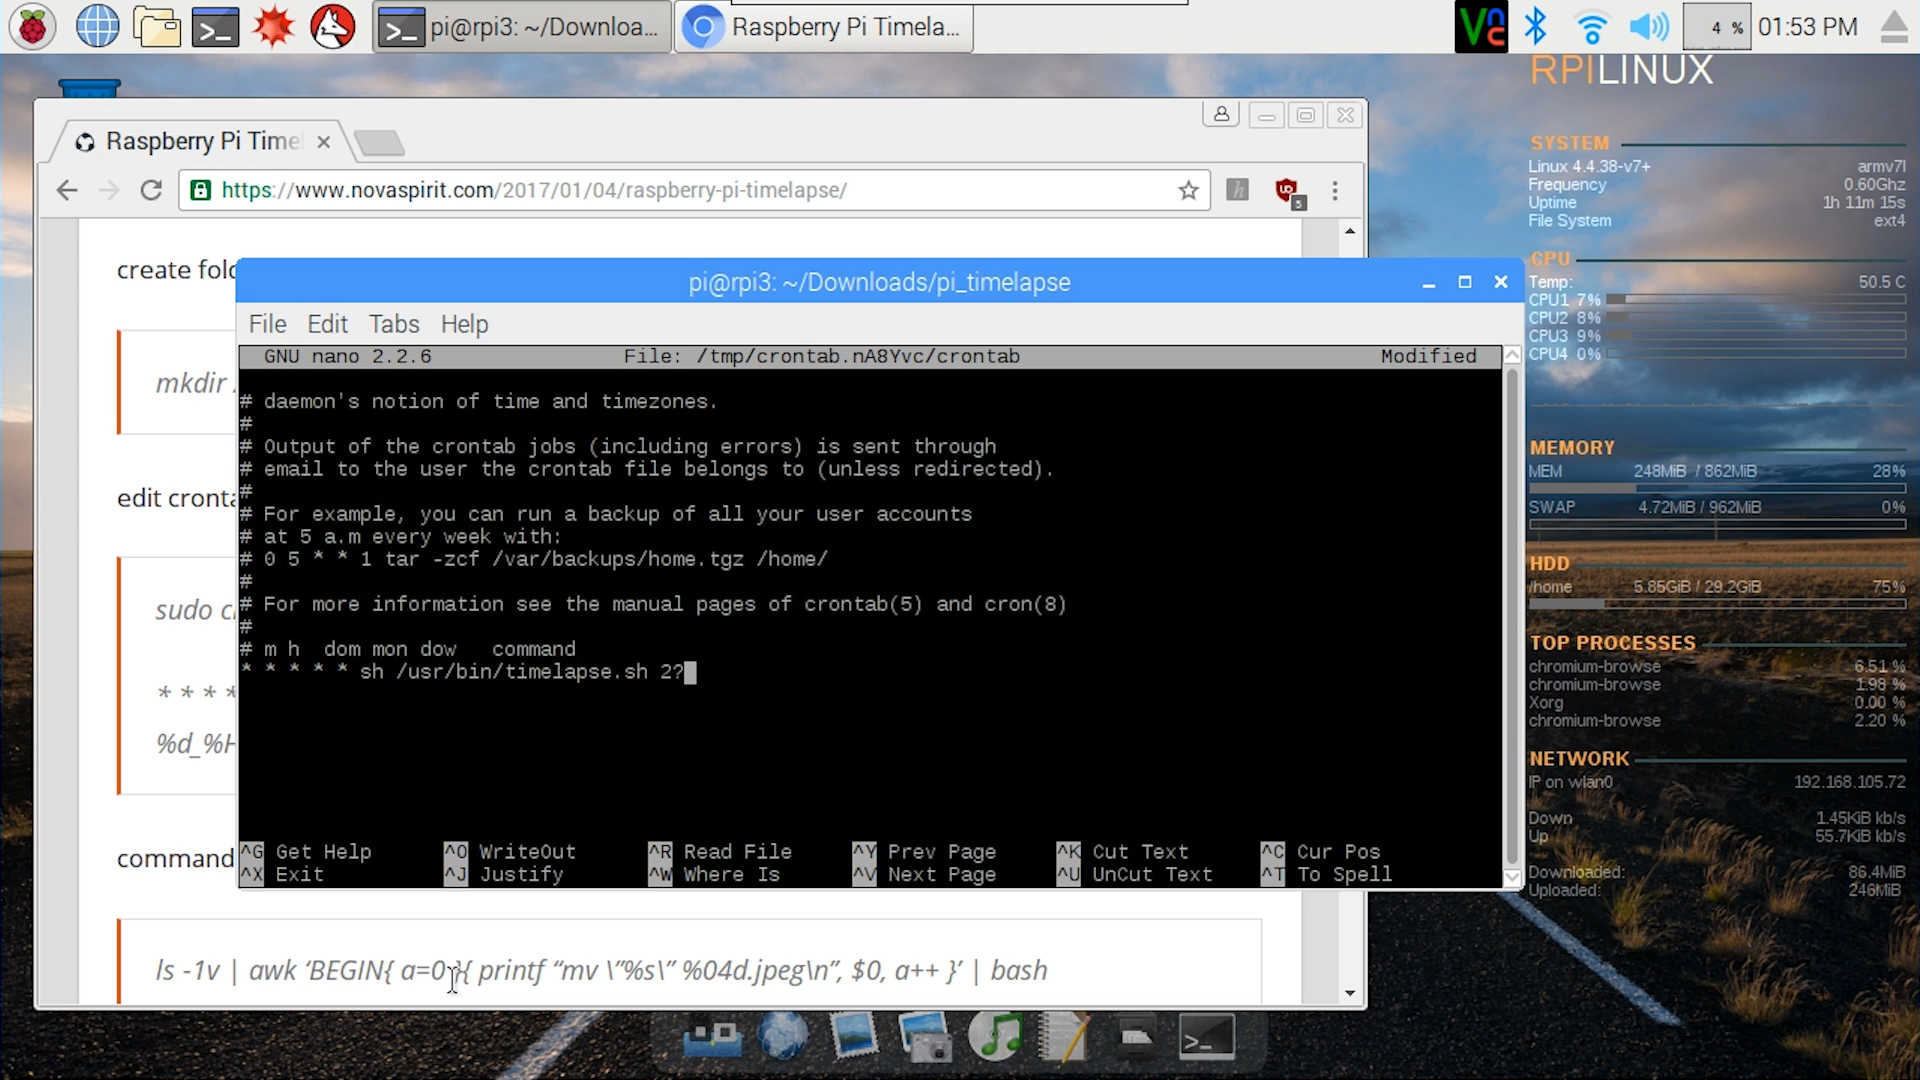 pi@rpi3: ~/Downloa...
Raspberry Pi Timela...
4 %
01:53 PM
RPILINUX
Raspberry Pi Time
https://www.novaspirit.com/2017/01/04/raspberry-pi-timelapse/
5
create fol
mkdir
edit cronta
sudo c
* * * *
%d_%H
command
ls -1v | awk ‘BEGIN{ a=0 }{ printf “mv \”%s\” %04d.jpeg\n”, $0, a++ }’ | bash
pi@rpi3: ~/Downloads/pi_timelapse
File Edit Tabs Help
GNU nano 2.2.6 File: /tmp/crontab.nA8Yvc/crontab Modified
# daemon's notion of time and timezones.
#
# Output of the crontab jobs (including errors) is sent through
# email to the user the crontab file belongs to (unless redirected).
#
# For example, you can run a backup of all your user accounts
# at 5 a.m every week with:
# 0 5 * * 1 tar -zcf /var/backups/home.tgz /home/
#
# For more information see the manual pages of crontab(5) and cron(8)
#
# m h  dom mon dow   command
* * * * * sh /usr/bin/timelapse.sh 2?
^G Get Help ^O WriteOut ^R Read File ^Y Prev Page ^K Cut Text ^C Cur Pos
^X Exit ^J Justify ^W Where Is ^V Next Page ^U UnCut Text ^T To Spell
SYSTEM
Linux 4.4.38-v7+ armv7l
Frequency 0.60Ghz
Uptime 1h 11m 15s
File System ext4
CPU
Temp: 50.5 C
CPU1 7%
CPU2 8%
CPU3 9%
CPU4 0%
MEMORY
MEM 248MiB / 862MiB 28%
SWAP 4.72MiB / 962MiB 0%
HDD
/home 5.85GiB / 29.2GiB 75%
TOP PROCESSES
chromium-browse 6.51 %
chromium-browse 1.98 %
Xorg 0.00 %
chromium-browse 2.20 %
NETWORK
IP on wlan0 192.168.105.72
Down 1.45KiB kb/s
Up 55.7KiB kb/s
Downloaded: 86.4MiB
Uploaded: 246MiB